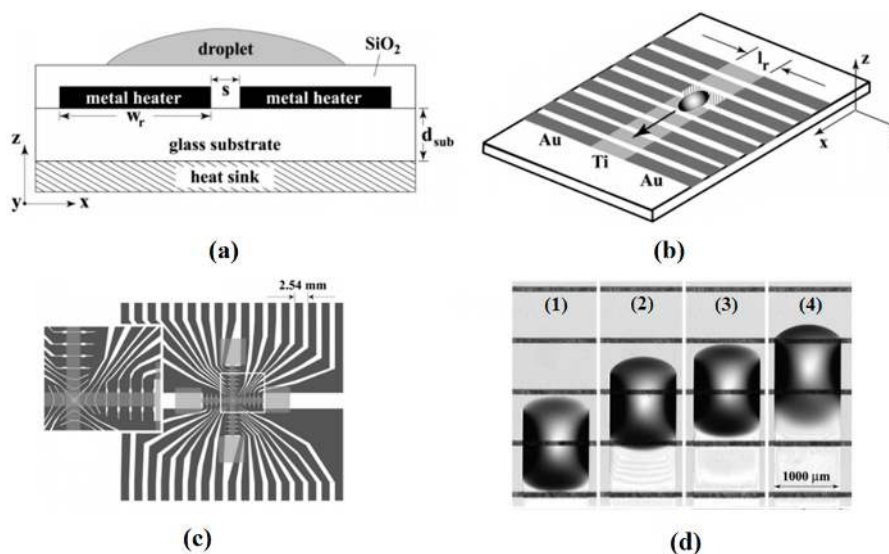 droplet
SiO2
s
metal heater metal heater
wr
dsub
glass substrate
z
heat sink
y x
(a)
lr
z
x
Au
Ti
Au
(b)
2.54 mm
(c)
(1) (2) (3) (4)
1000 μm
(d)